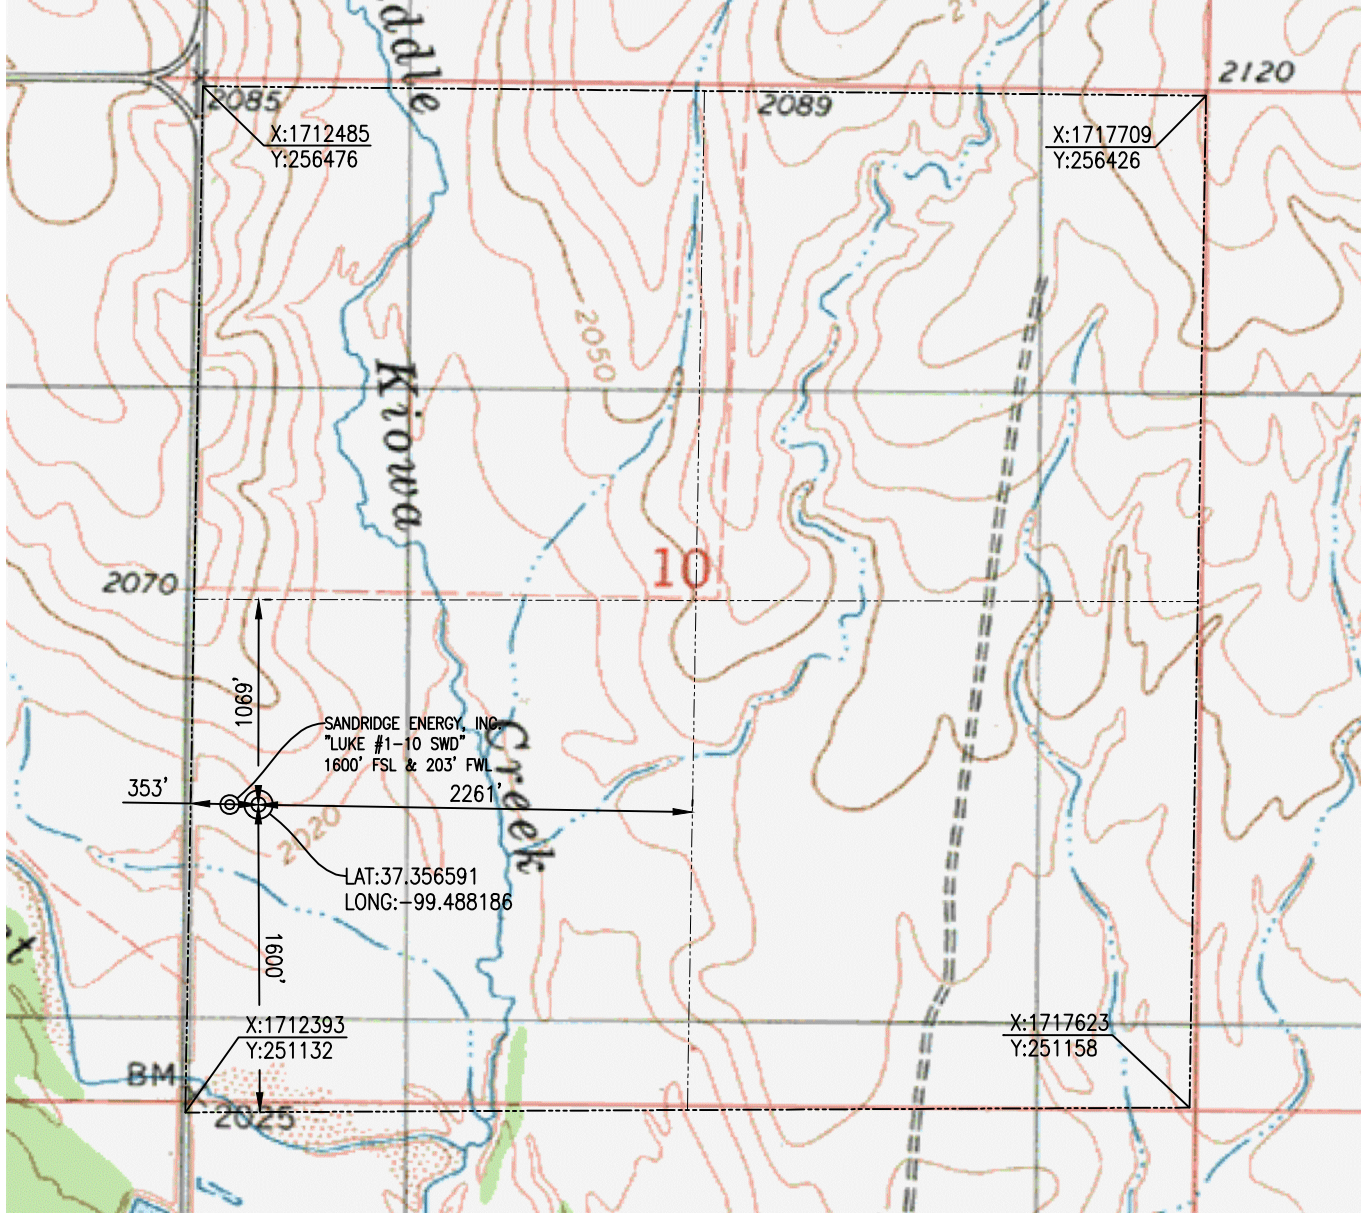 ddle
2120
2085
2089
X:1712485
Y:256476
X:1717709
Y:256426
2050
Kiowa
10
2070
1069'
SANDRIDGE ENERGY, INC.
"LUKE #1-10 SWD"
1600' FSL & 203' FWL
353'
2261'
Creek
2020
LAT:37.356591
LONG:-99.488186
1600'
X:1712393
Y:251132
X:1717623
Y:251158
BM
2025